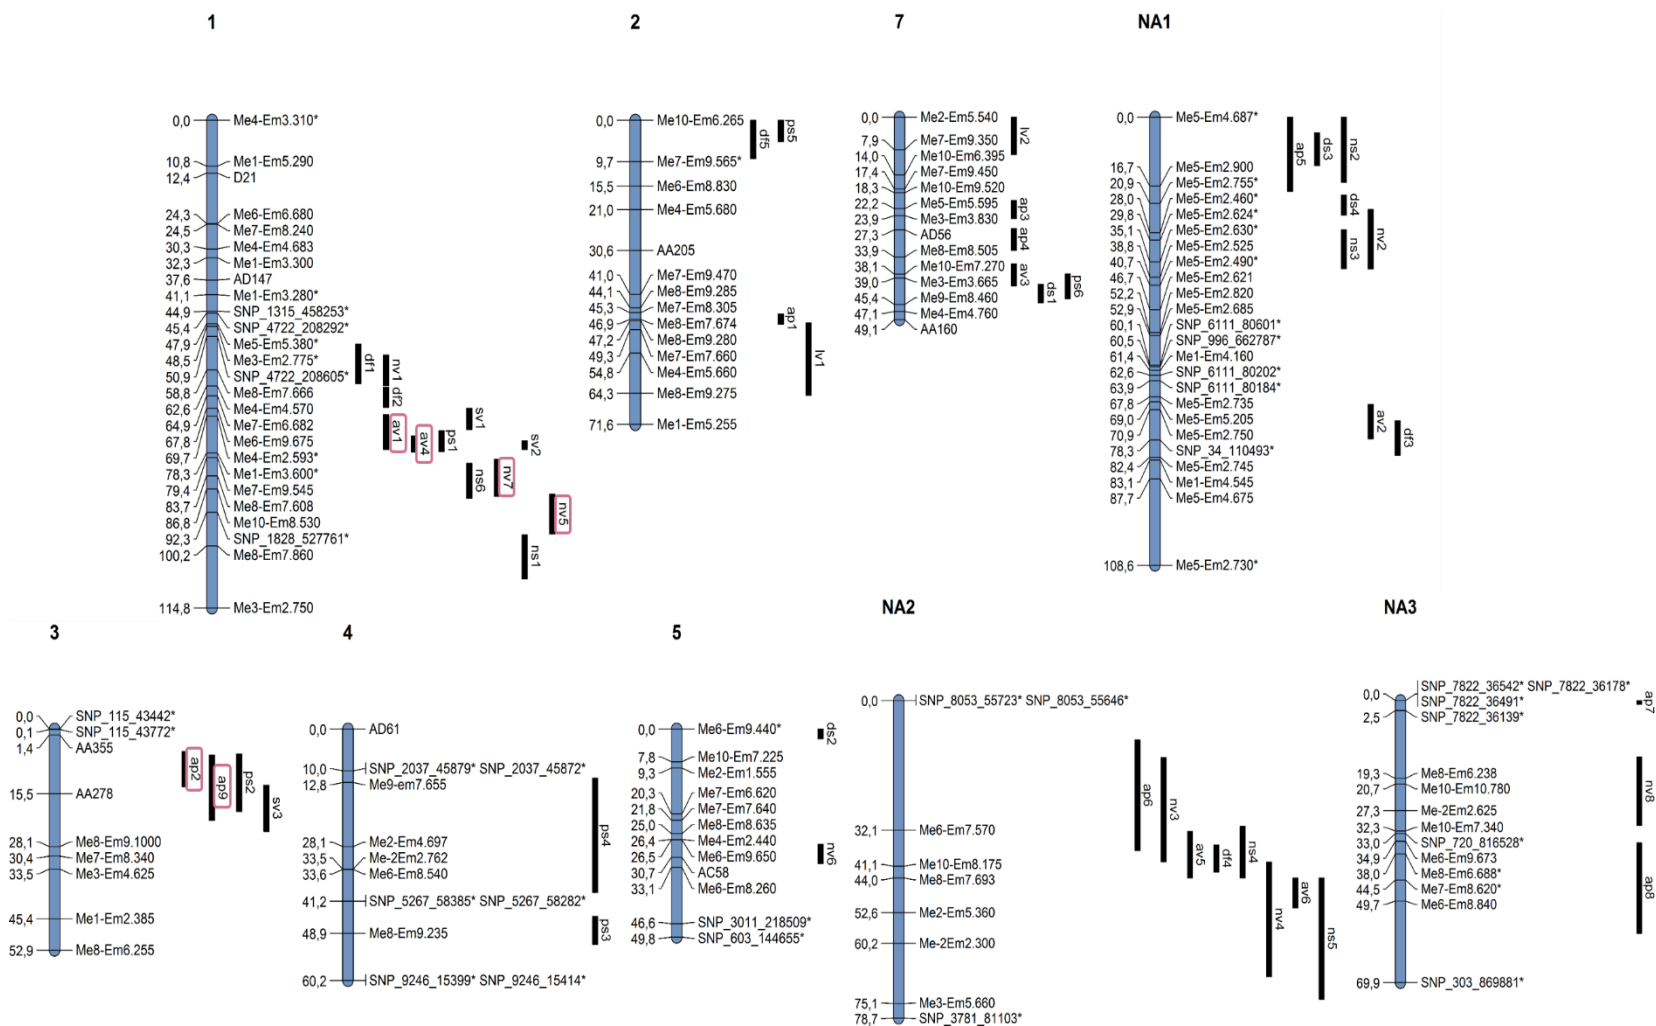 1
0,0 Me4-Em3.310*
10,8 Me1-Em5.290
12,4 D21
24,3 Me6-Em6.680
24,5 Me7-Em8.240
30,3 Me4-Em4.683
32,3 Me1-Em3.300
37,6 AD147
41,1 Me1-Em3.280*
44,9 SNP_1315_458253*
45,4 SNP_4722_208292*
47,9 Me5-Em5.380*
48,5 Me3-Em2.775*
50,9 SNP_4722_208605*
58,8 Me8-Em7.666
62,6 Me4-Em4.570
64,9 Me7-Em6.682
67,8 Me6-Em9.675
69,7 Me4-Em2.593*
78,3 Me1-Em3.600*
79,4 Me7-Em9.545
83,7 Me8-Em7.608
86,8 Me10-Em8.530
92,3 SNP_1828_527761*
100,2 Me8-Em7.860
114,8 Me3-Em2.750
df1
nv1
df2
av1
av4
ps1
sv1
ns6
nv7
sv2
nv5
ns1
2
0,0 Me10-Em6.265
9,7 Me7-Em9.565*
15,5 Me6-Em8.830
21,0 Me4-Em5.680
30,6 AA205
41,0 Me7-Em9.470
44,1 Me8-Em9.285
45,3 Me7-Em8.305
46,9 Me8-Em7.674
47,2 Me8-Em9.280
49,3 Me7-Em7.660
54,8 Me4-Em5.660
64,3 Me8-Em9.275
71,6 Me1-Em5.255
df5
ps5
ap1
lv1
7
0,0 Me2-Em5.540
7,9 Me7-Em9.350
14,0 Me10-Em6.395
17,4 Me7-Em9.450
18,3 Me10-Em9.520
22,2 Me5-Em5.595
23,9 Me3-Em3.830
27,3 AD56
33,9 Me8-Em8.505
38,1 Me10-Em7.270
39,0 Me3-Em3.665
45,4 Me9-Em8.460
47,1 Me4-Em4.760
49,1 AA160
lv2
ap3
ap4
av3
ds1
ps6
NA1
0,0 Me5-Em4.687*
16,7 Me5-Em2.900
20,9 Me5-Em2.755*
28,0 Me5-Em2.460*
29,8 Me5-Em2.624*
35,1 Me5-Em2.630*
38,8 Me5-Em2.525
40,7 Me5-Em2.490*
46,7 Me5-Em2.621
52,2 Me5-Em2.820
52,9 Me5-Em2.685
60,1 SNP_6111_80601*
60,5 SNP_996_662787*
61,4 Me1-Em4.160
62,6 SNP_6111_80202*
63,9 SNP_6111_80184*
67,8 Me5-Em2.735
69,0 Me5-Em5.205
70,9 Me5-Em2.750
78,3 SNP_34_110493*
82,4 Me5-Em2.745
83,1 Me1-Em4.545
87,7 Me5-Em4.675
108,6 Me5-Em2.730*
ap5
ds3
ns2
ds4
ns3
nv2
av2
df3
3
0,0 SNP_115_43442*
0,1 SNP_115_43772*
1,4 AA355
15,5 AA278
28,1 Me8-Em9.1000
30,4 Me7-Em8.340
33,5 Me3-Em4.625
45,4 Me1-Em2.385
52,9 Me8-Em6.255
ap2
ap9
ps2
sv3
4
0,0 AD61
10,0 SNP_2037_45879* SNP_2037_45872*
12,8 Me9-em7.655
28,1 Me2-Em4.697
33,5 Me-2Em2.762
33,6 Me6-Em8.540
41,2 SNP_5267_58385* SNP_5267_58282*
48,9 Me8-Em9.235
60,2 SNP_9246_15399* SNP_9246_15414*
ps4
ps3
5
0,0 Me6-Em9.440*
7,8 Me10-Em7.225
9,3 Me2-Em1.555
20,3 Me7-Em6.620
21,8 Me7-Em7.640
25,0 Me8-Em8.635
26,4 Me4-Em2.440
26,5 Me6-Em9.650
30,7 AC58
33,1 Me6-Em8.260
46,6 SNP_3011_218509*
49,8 SNP_603_144655*
ds2
nv6
NA2
0,0 SNP_8053_55723* SNP_8053_55646*
32,1 Me6-Em7.570
41,1 Me10-Em8.175
44,0 Me8-Em7.693
52,6 Me2-Em5.360
60,2 Me-2Em2.300
75,1 Me3-Em5.660
78,7 SNP_3781_81103*
ap6
nv3
av5
df4
ns4
nv4
av6
ns5
NA3
SNP_7822_36542* SNP_7822_36178*
0,0 SNP_7822_36491*
2,5 SNP_7822_36139*
19,3 Me8-Em6.238
20,7 Me10-Em10.780
27,3 Me-2Em2.625
32,3 Me10-Em7.340
33,0 SNP_720_816528*
34,9 Me6-Em9.673
38,0 Me8-Em6.688*
44,5 Me7-Em8.620*
49,7 Me6-Em8.840
69,9 SNP_303_869881*
ap7
nv8
ap8